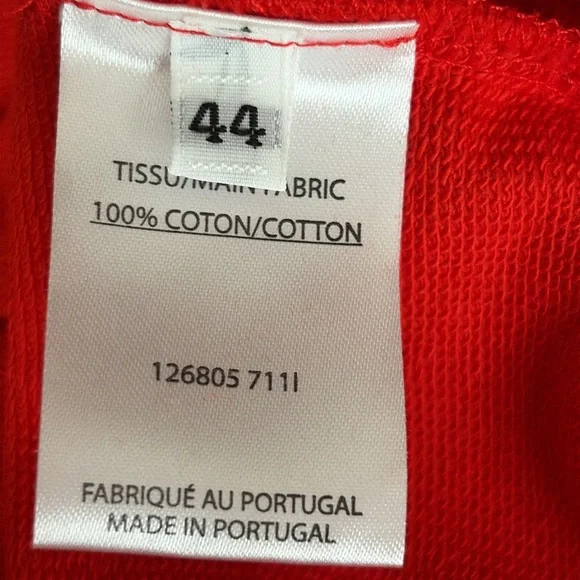 44
TISSU/MAIN FABRIC
100% COTON/COTTON
126805 711I
FABRIQUÉ AU PORTUGAL
MADE IN PORTUGAL